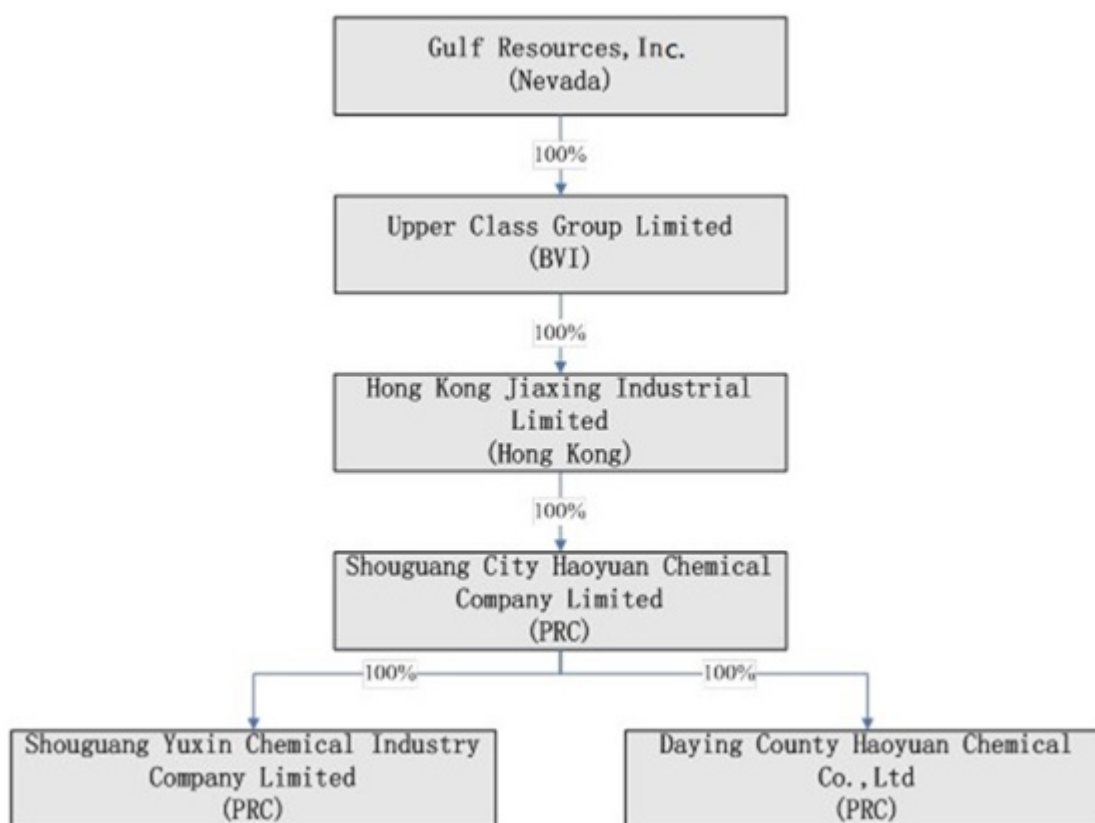 Gulf Resources,Inc.
(Nevada)
100%
Upper Class Group Limited
(BVI)
100%
Hong Kong Jiaxing Industrial
Limited
(Hong Kong)
100%
Shouguang City Haoyuan Chemical
Company Limited
(PRC)
100%
100%
Shouguang Yuxin Chemical Industry
Company Limited
(PRC)
Daying County Haoyuan Chemical
Co.,Ltd
(PRC)